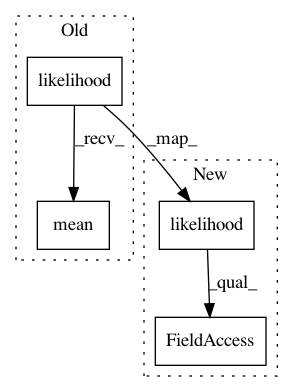 Old
likelihood
_recv_
_map_
New
mean
likelihood
_qual_
FieldAccess